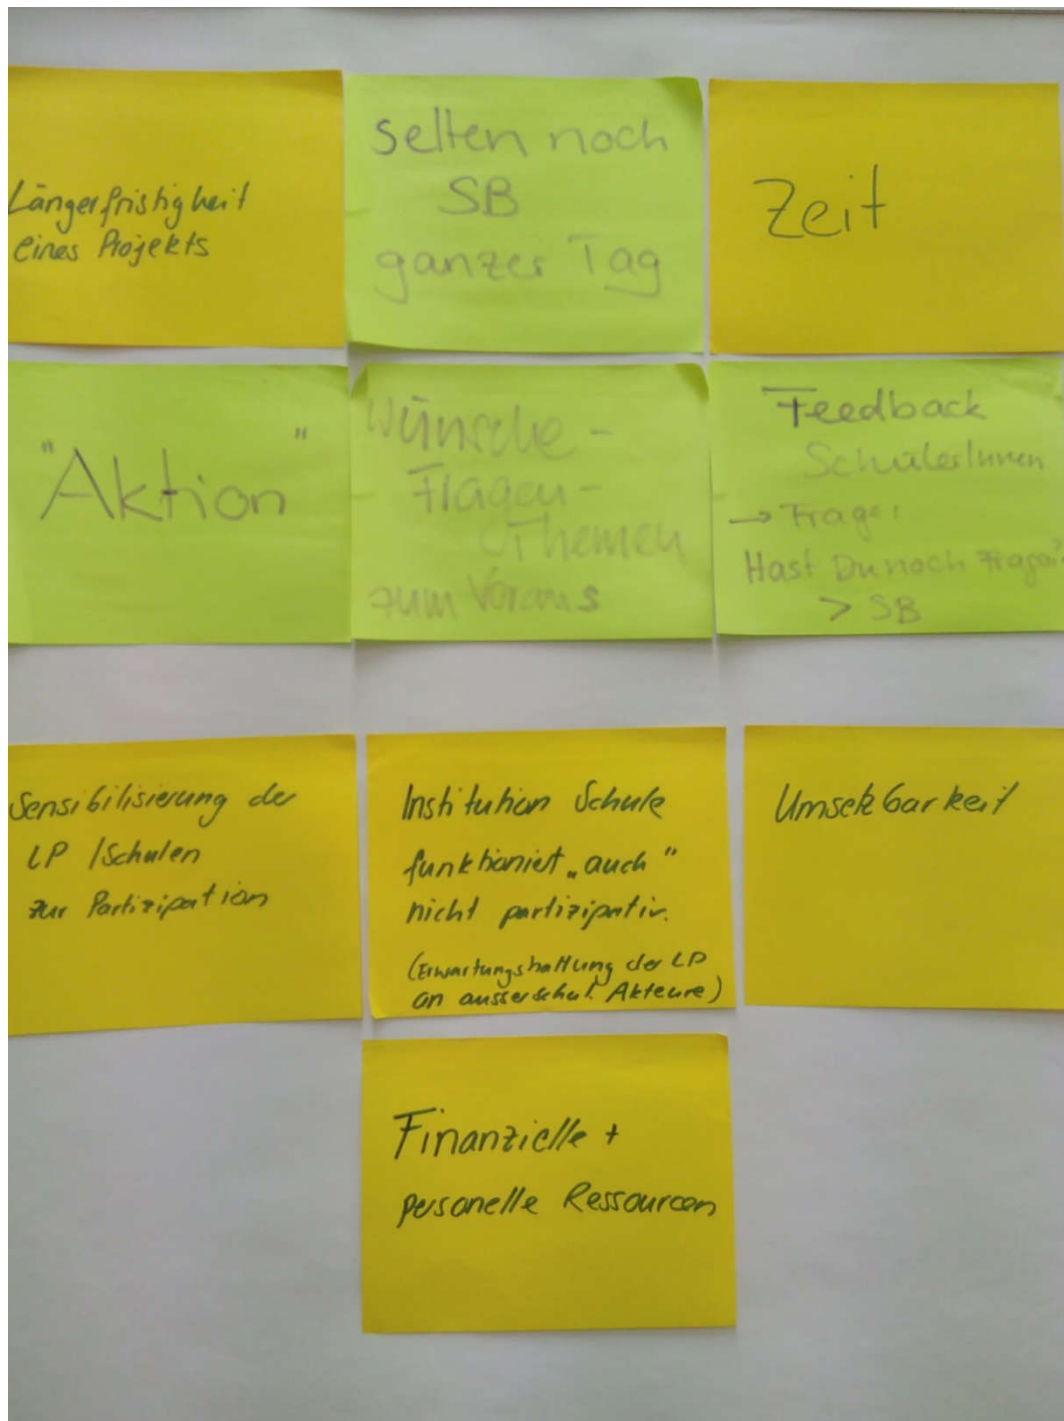 Längerfristigkeit
eines Projekts
selten noch
SB
ganzer Tag
Zeit
"Aktion"
Wünsche -
Fragen -
Themen
zum Voraus
Feedback
SchülerInnen
→ Frage:
Hast Du noch Fragen?
> SB
Sensibilisierung der
LP / Schulen
zur Partizipation
Institution Schule
funktioniert „auch"
nicht partizipativ.
(Erwartungshaltung der LP
an ausserschul. Akteure)
Umsetzbarkeit
Finanzielle +
personelle Ressourcen